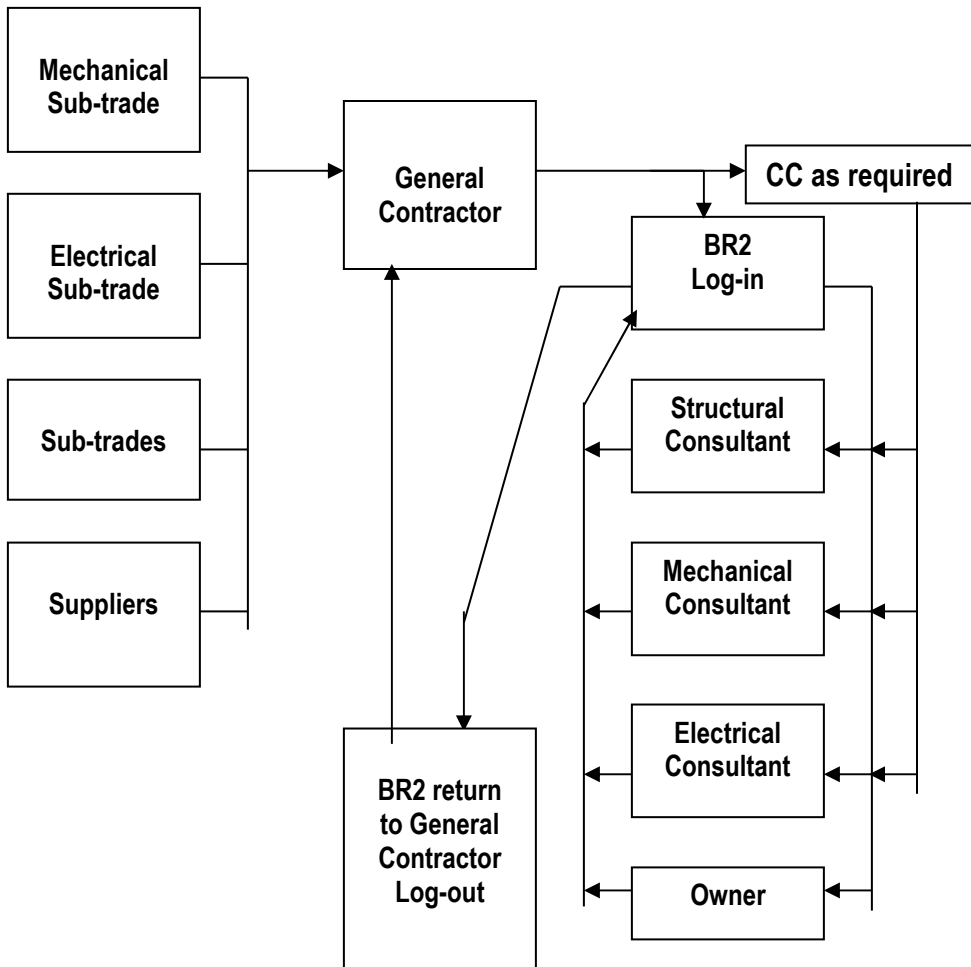 Mechanical
Sub-trade
Electrical
Sub-trade
Sub-trades
Suppliers
General
Contractor
CC as required
BR2
Log-in
Structural
Consultant
Mechanical
Consultant
Electrical
Consultant
Owner
BR2 return
to General
Contractor
Log-out